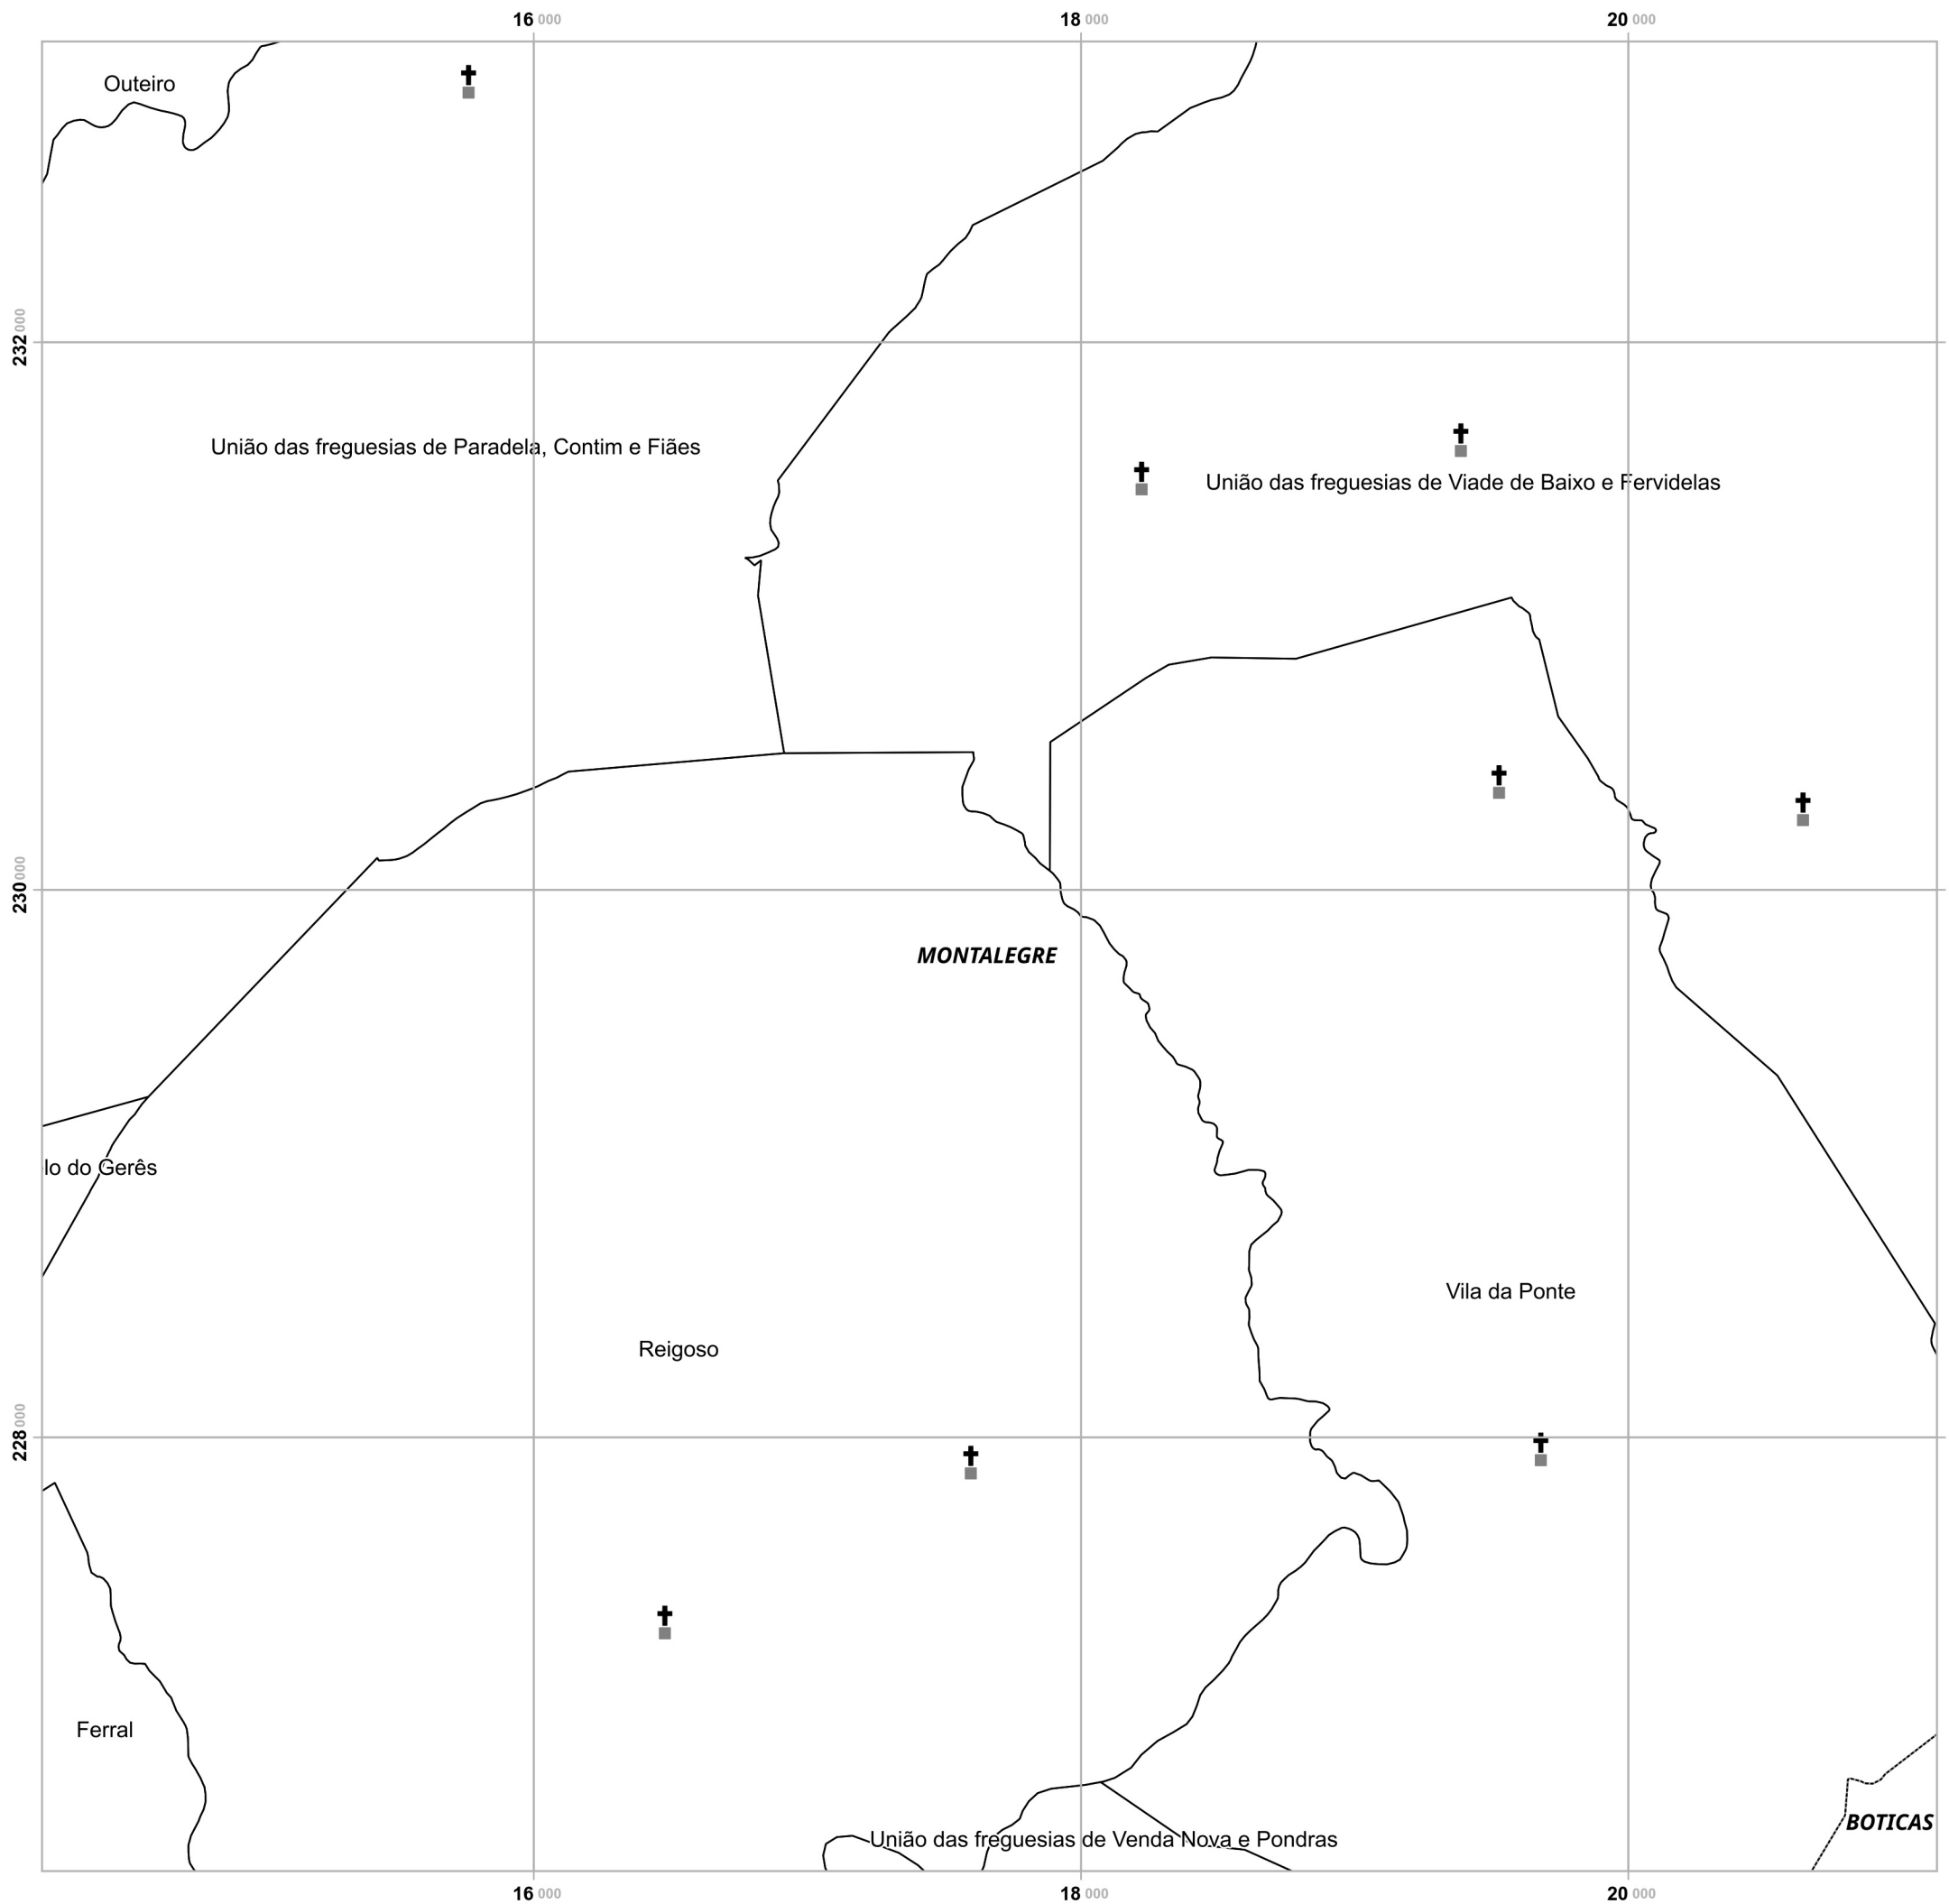 16 000 18 000 20 000
Outeiro
232 000
União das freguesias de Paradela, Contim e Fiães
União das freguesias de Viade de Baixo e Fervidelas
230 000
MONTALEGRE
lo do Gerês
Vila da Ponte
Reigoso
228 000
Ferral
BOTICAS
União das freguesias de Venda Nova e Pondras
16 000 18 000 20 000